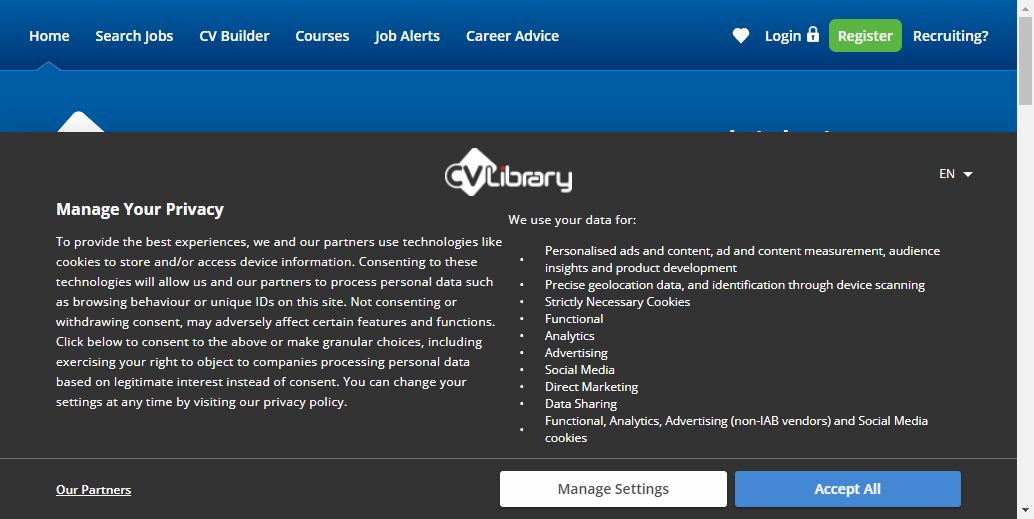 Home Search Jobs CV Builder Courses Job Alerts Career Advice Login Register Recruiting?
CVLibrary
EN
Manage Your Privacy
To provide the best experiences, we and our partners use technologies like
cookies to store and/or access device information. Consenting to these
technologies will allow us and our partners to process personal data such
as browsing behaviour or unique IDs on this site. Not consenting or
withdrawing consent, may adversely affect certain features and functions.
Click below to consent to the above or make granular choices, including
exercising your right to object to companies processing personal data
based on legitimate interest instead of consent. You can change your
settings at any time by visiting our privacy policy.
We use your data for:
• Personalised ads and content, ad and content measurement, audience
insights and product development
• Precise geolocation data, and identification through device scanning
• Strictly Necessary Cookies
• Functional
• Analytics
• Advertising
• Social Media
• Direct Marketing
• Data Sharing
• Functional, Analytics, Advertising (non-IAB vendors) and Social Media
cookies
Our Partners
Manage Settings
Accept All